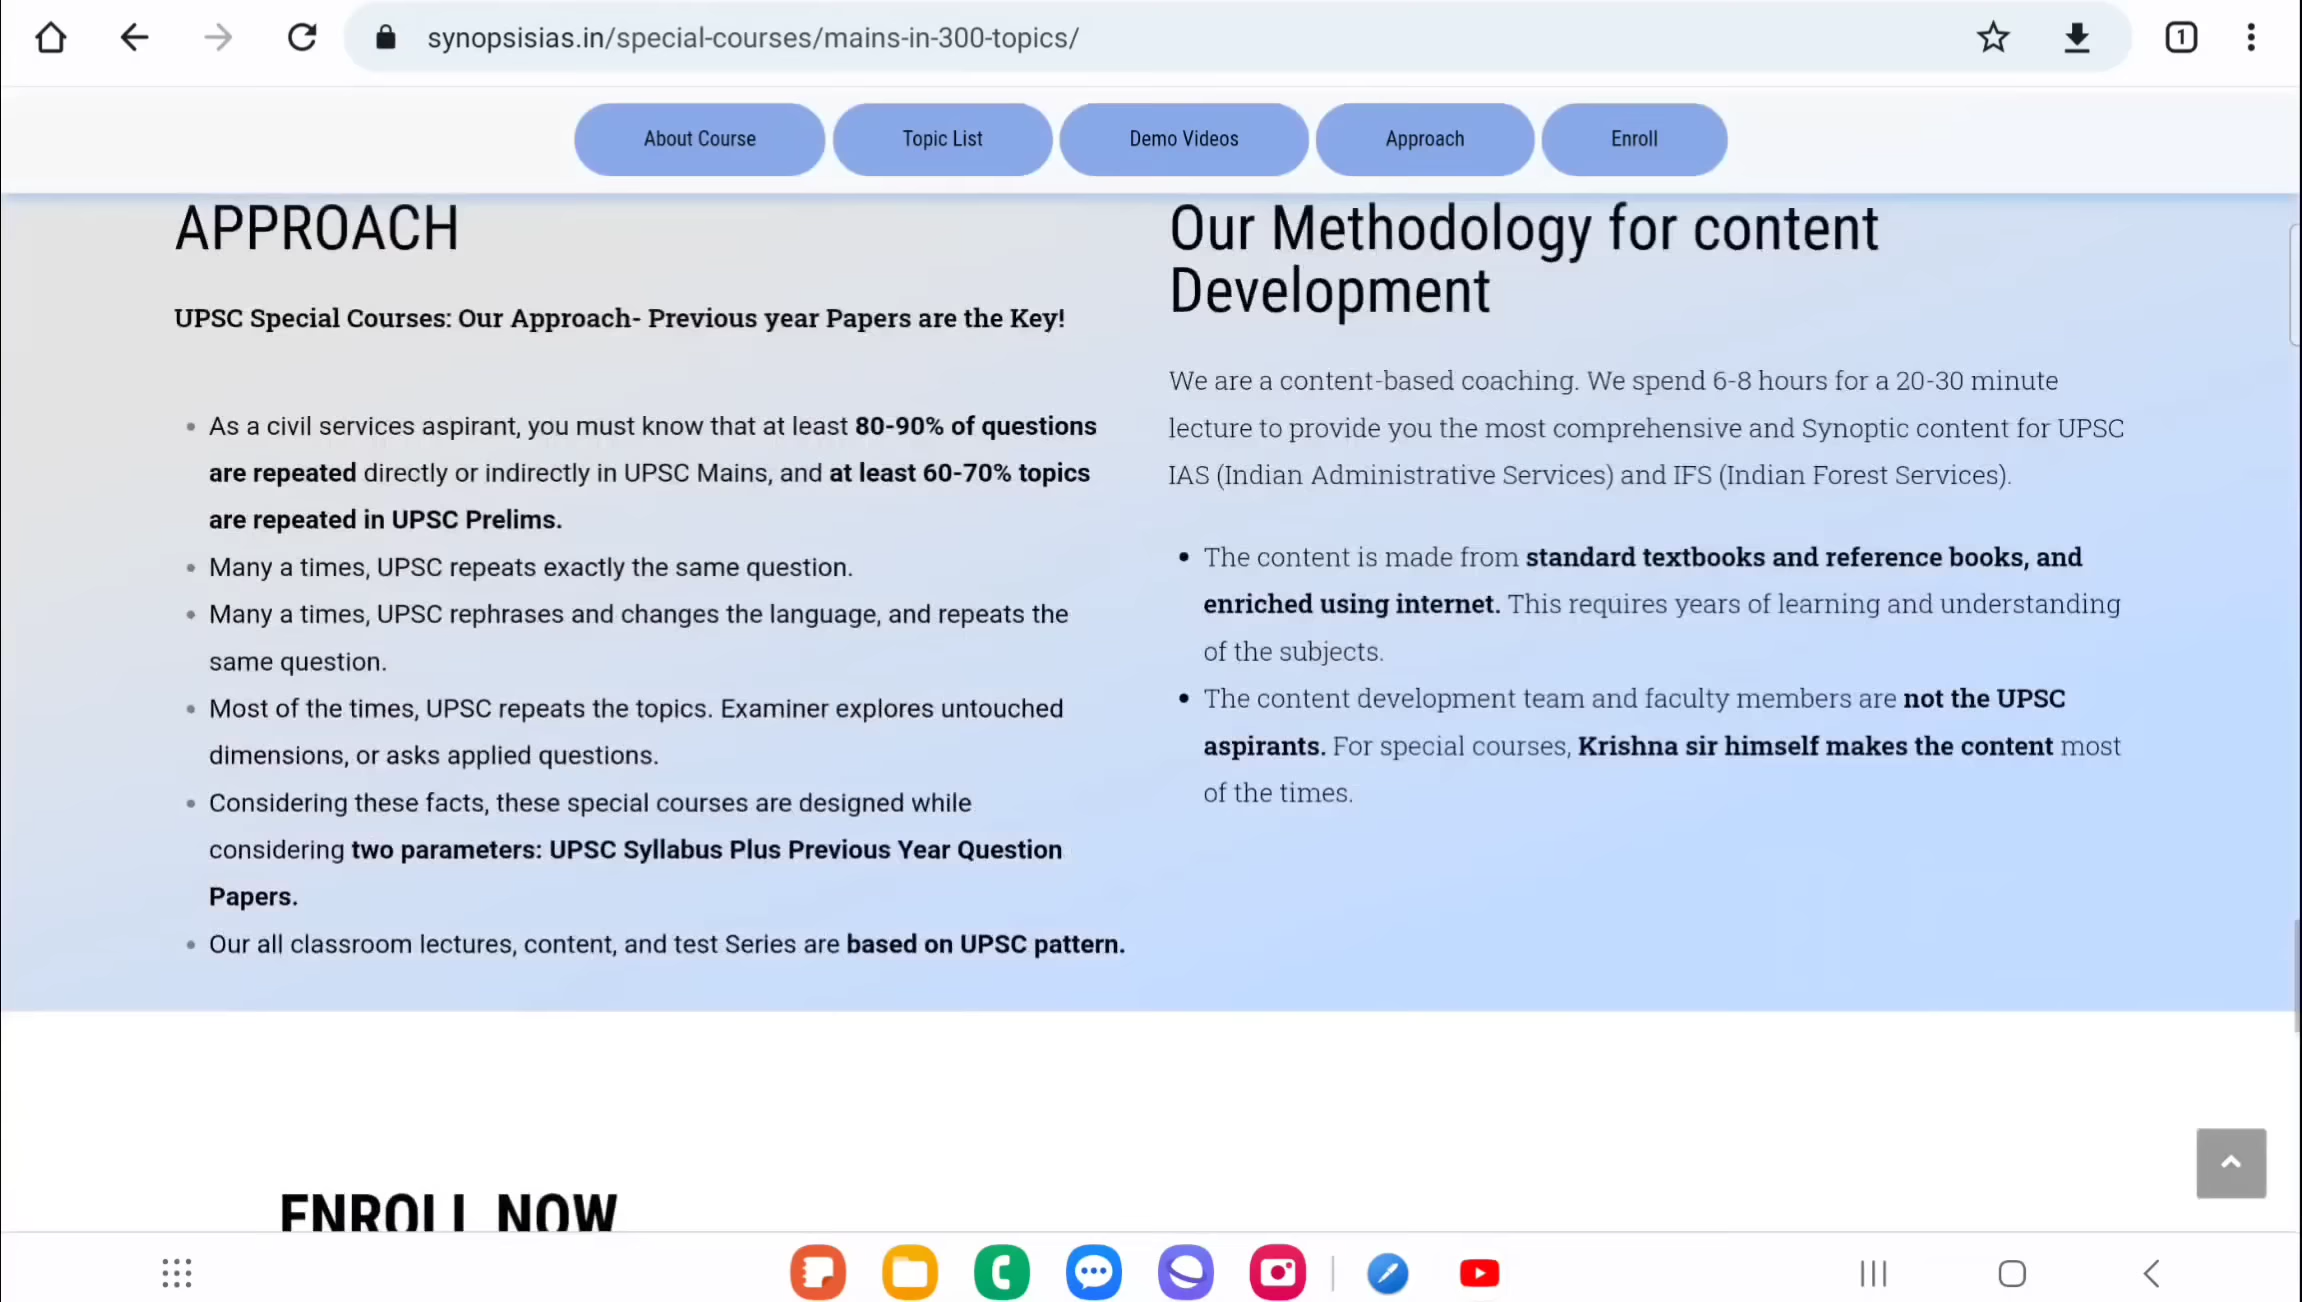 synopsisias.in/special-courses/mains-in-300-topics/
1
About Course
Topic List
Demo Videos
Approach
Enroll
APPROACH
UPSC Special Courses: Our Approach- Previous year Papers are the Key!
As a civil services aspirant, you must know that at least 80-90% of questions
are repeated directly or indirectly in UPSC Mains, and at least 60-70% topics
are repeated in UPSC Prelims.
Many a times, UPSC repeats exactly the same question.
Many a times, UPSC rephrases and changes the language, and repeats the
same question.
Most of the times, UPSC repeats the topics. Examiner explores untouched
dimensions, or asks applied questions.
Considering these facts, these special courses are designed while
considering two parameters: UPSC Syllabus Plus Previous Year Question
Papers.
Our all classroom lectures, content, and test Series are based on UPSC pattern.
Our Methodology for content
Development
We are a content-based coaching. We spend 6-8 hours for a 20-30 minute
lecture to provide you the most comprehensive and Synoptic content for UPSC
IAS (Indian Administrative Services) and IFS (Indian Forest Services).
The content is made from standard textbooks and reference books, and
enriched using internet. This requires years of learning and understanding
of the subjects.
The content development team and faculty members are not the UPSC
aspirants. For special courses, Krishna sir himself makes the content most
of the times.
ENROLL NOW